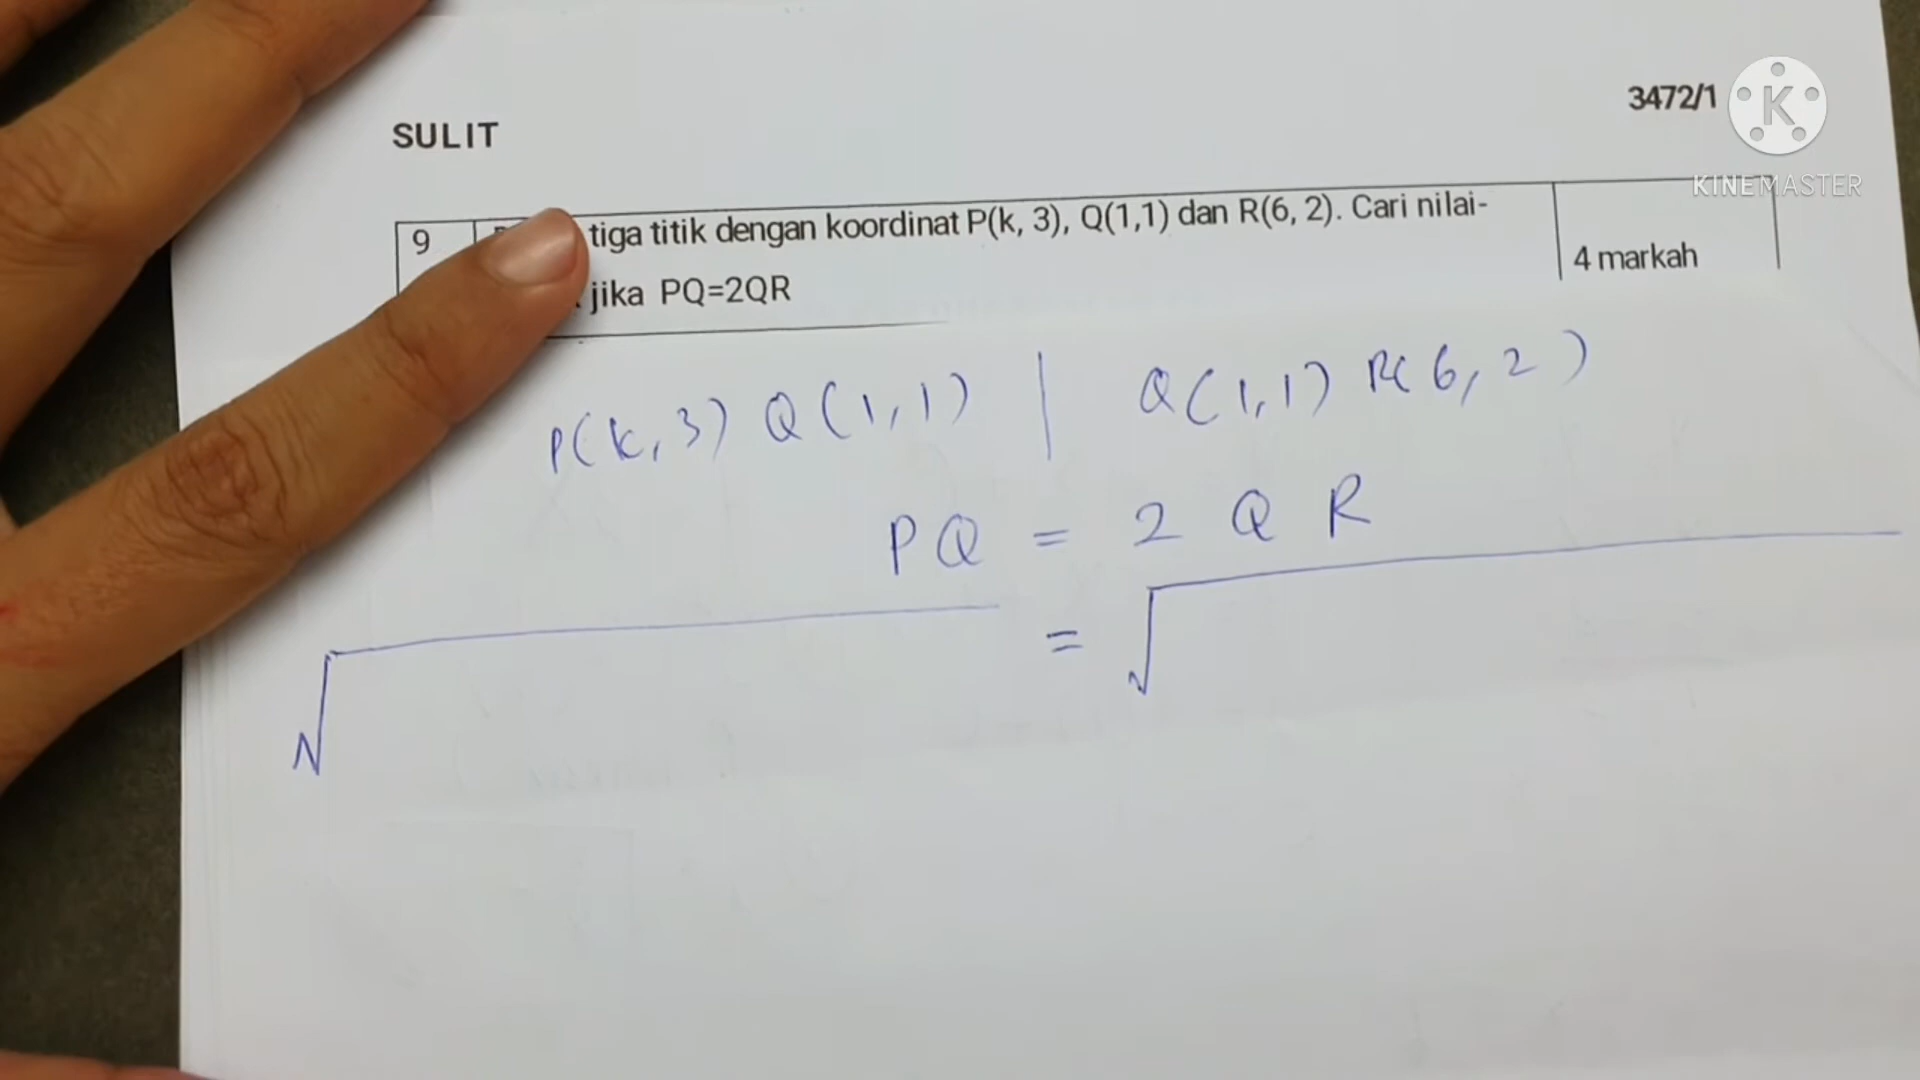 3472/1
SULIT
KINEMASTER
9 tiga titik dengan koordinat P(k, 3), Q(1,1) dan R(6, 2). Cari nilai-
4 markah
jika PQ=2QR
P(k, 3) Q(1, 1) | Q(1, 1) R(6, 2)
PQ = 2 Q R
√ = √